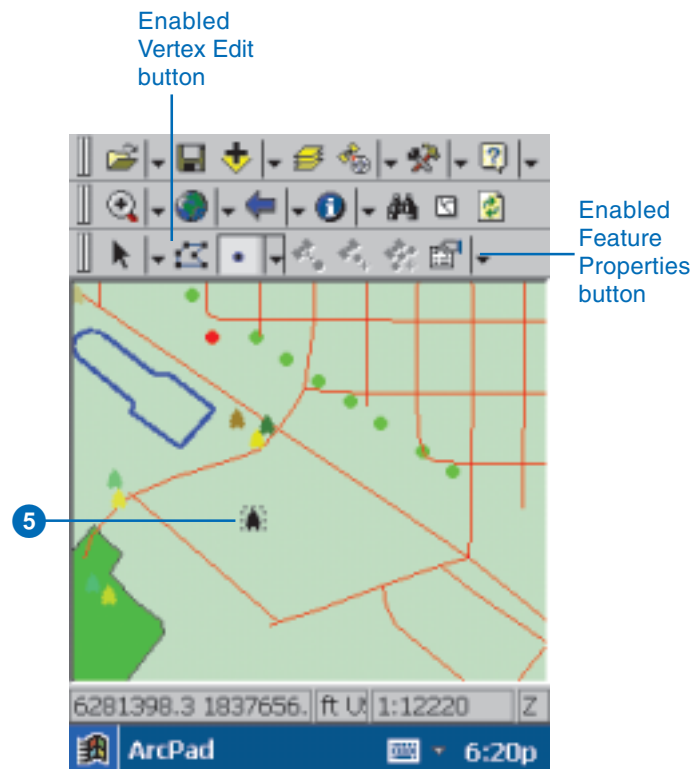 Enabled
Vertex Edit
button
Enabled
Feature
Properties
button
5
6281398.3 1837656. ft U 1:12220 Z
ArcPad 6:20p